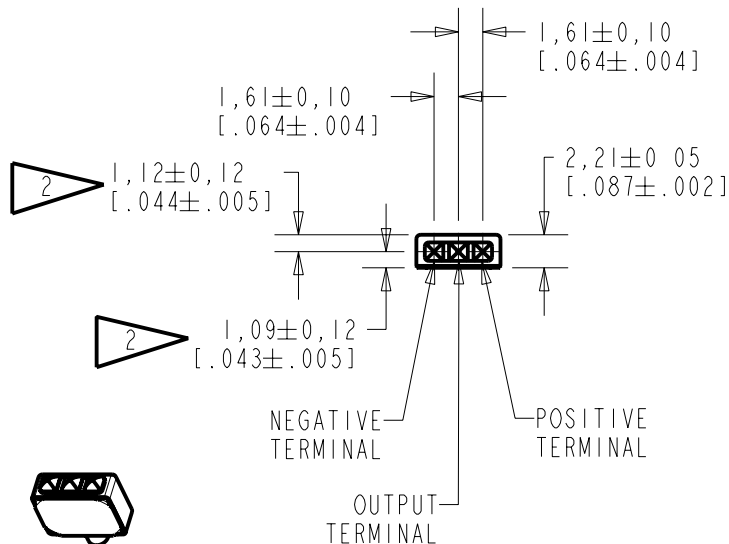 1,61±0,10
[.064±.004]
1,61±0,10
[.064±.004]
2
1,12±0,12
[.044±.005]
2,21±0 05
[.087±.002]
2
1,09±0,12
[.043±.005]
NEGATIVE
TERMINAL
POSITIVE
TERMINAL
OUTPUT
TERMINAL